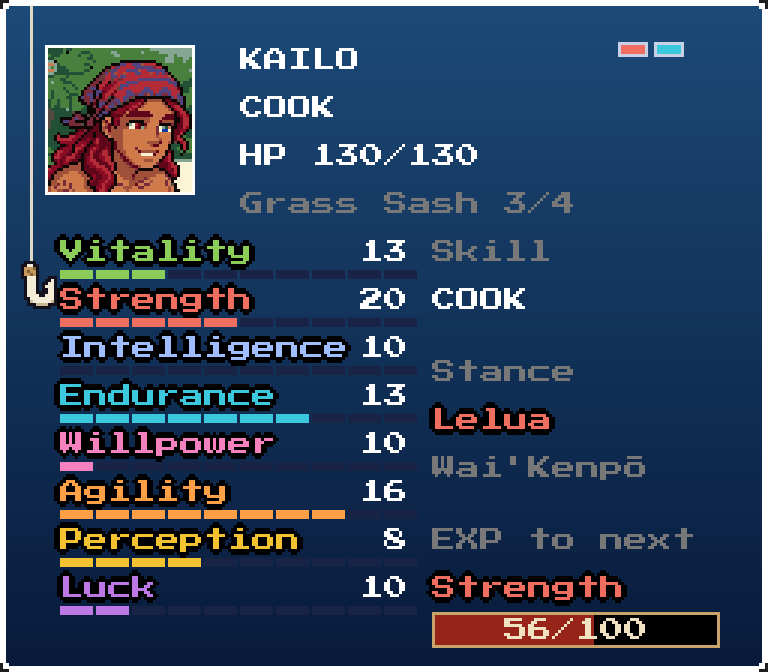 KAILO
COOK
HP 130/130
Grass Sash 3/4
Vitality 13
Strength 20
Intelligence 10
Endurance 13
Willpower 10
Agility 16
Perception 8
Luck 10
Skill
COOK
Stance
Lelua
Wai'Kenpō
EXP to next
Strength
56/100